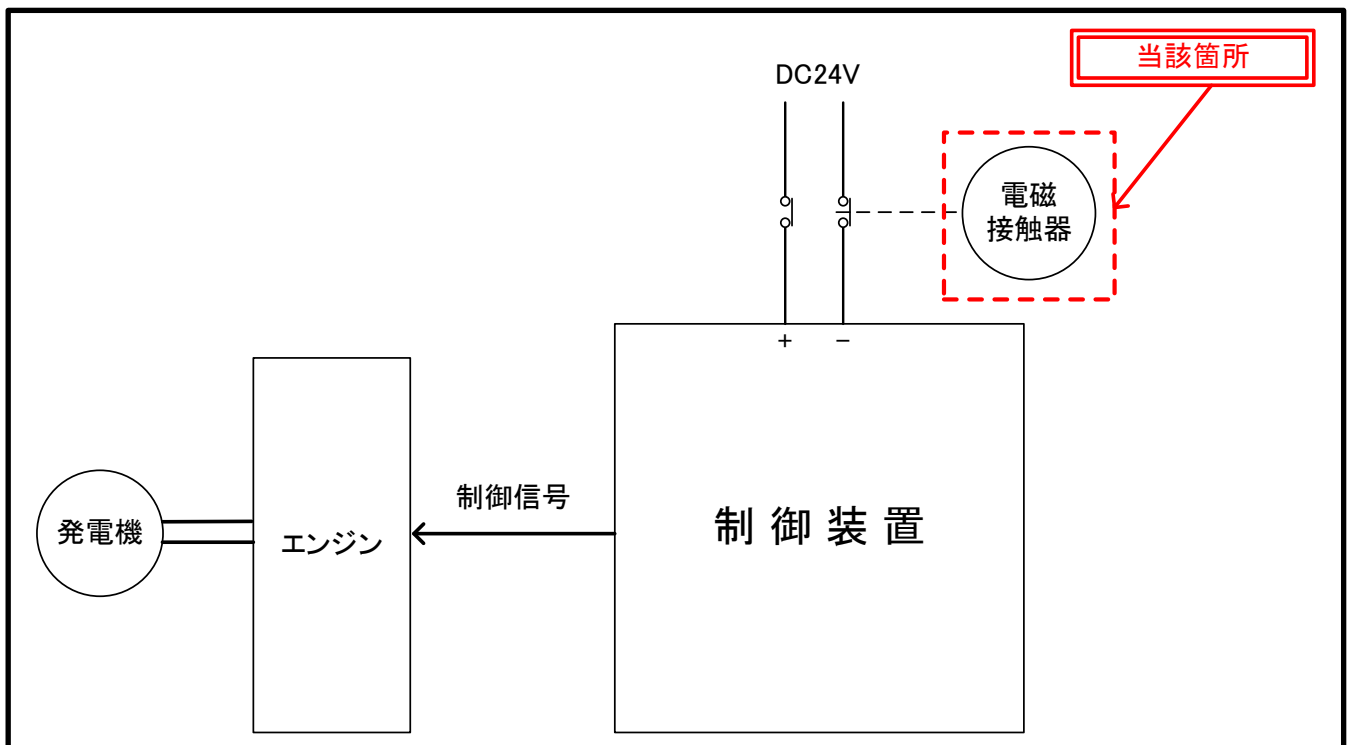 当該箇所
DC24V
電磁
接触器
+ -
制御信号
発電機
エンジン
制御装置